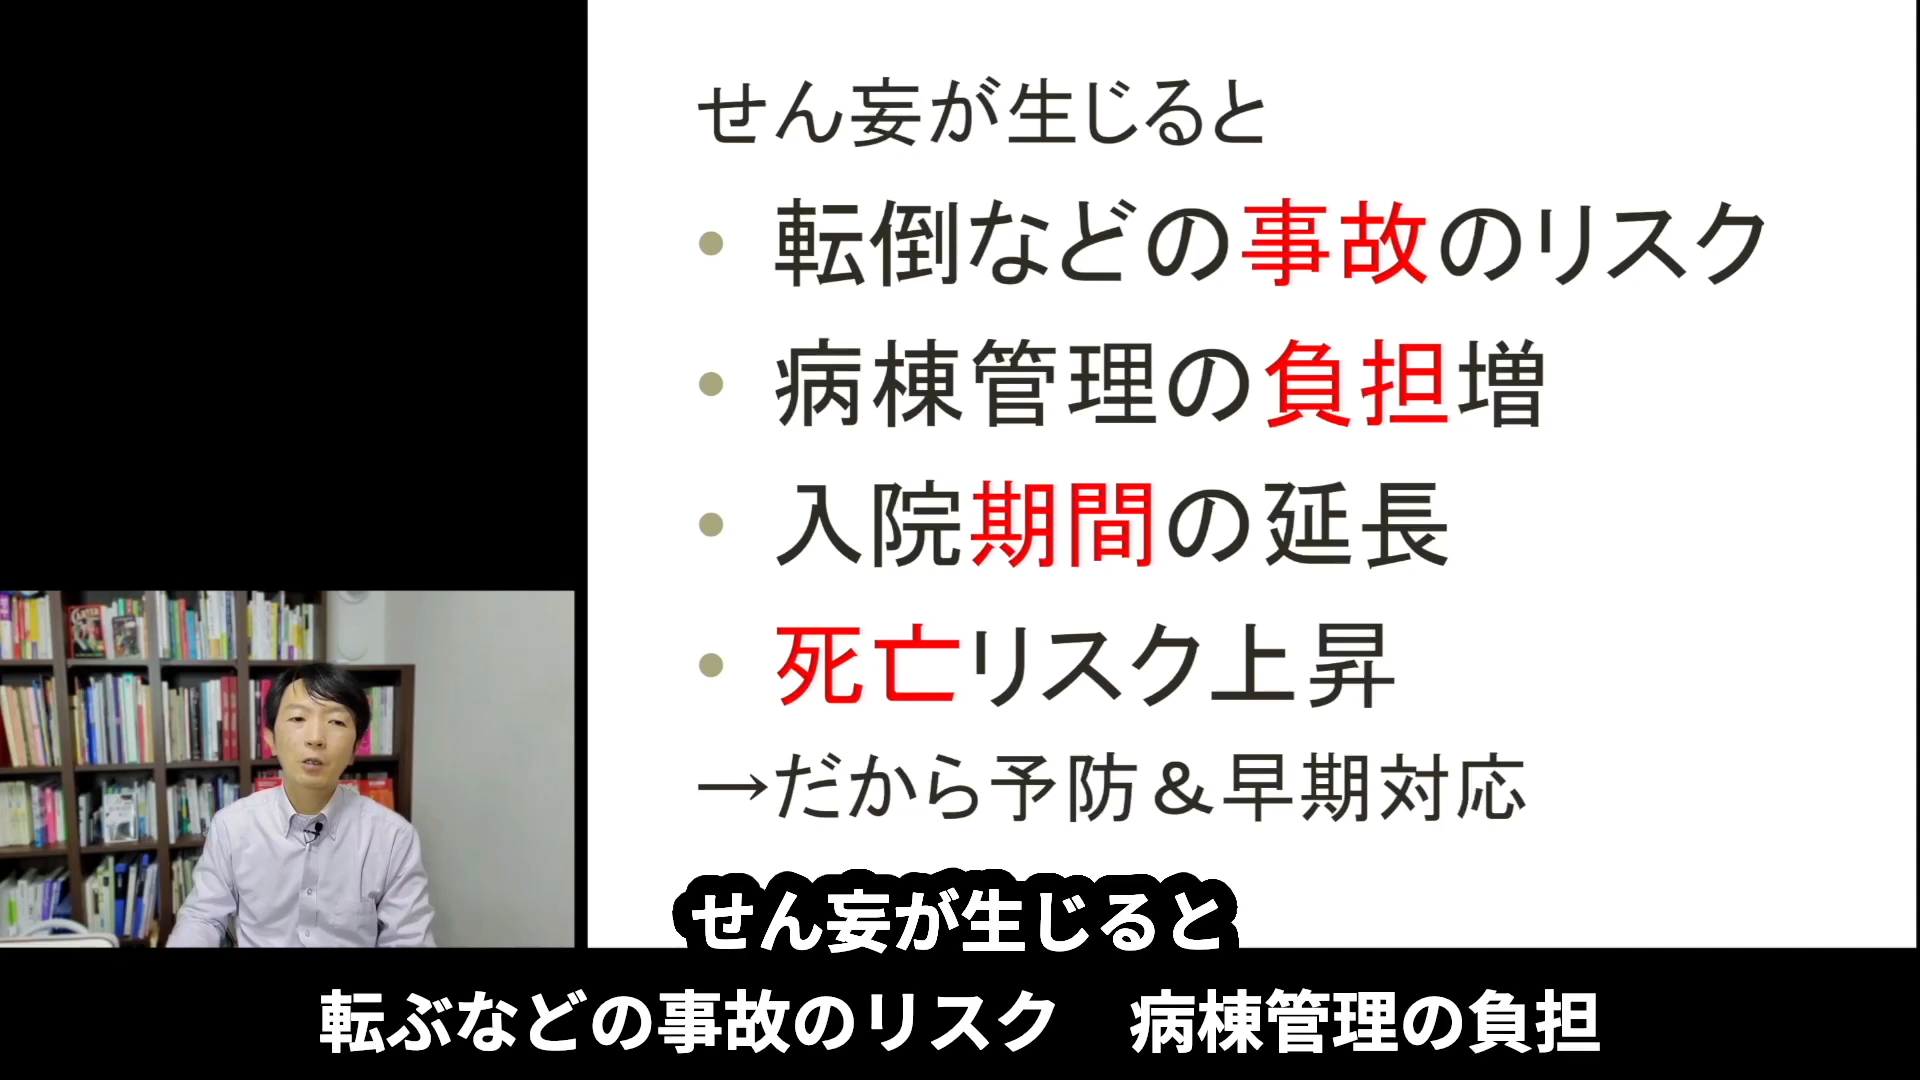 せん妄が生じると
• 転倒などの事故のリスク
• 病棟管理の負担増
• 入院期間の延長
• 死亡リスク上昇
→だから予防＆早期対応
せん妄が生じると
転ぶなどの事故のリスク　病棟管理の負担